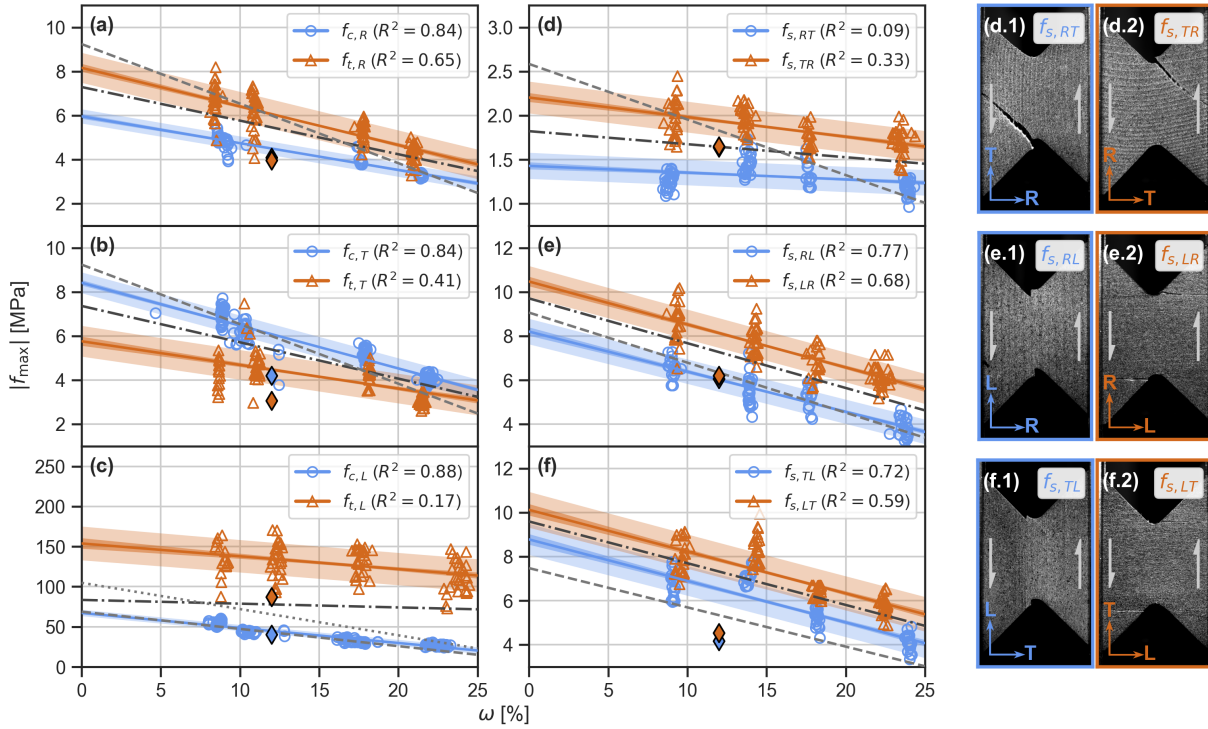 (a)
f_{c,R} (R² = 0.84)
f_{t,R} (R² = 0.65)
10
8
6
4
2
(b)
f_{c,T} (R² = 0.84)
f_{t,T} (R² = 0.41)
10
8
6
4
2
|f_max| [MPa]
(c)
f_{c,L} (R² = 0.88)
f_{t,L} (R² = 0.17)
250
200
150
100
50
0
0 5 10 15 20 25
(d)
f_{s,RT} (R² = 0.09)
f_{s,TR} (R² = 0.33)
3.0
2.0
1.5
1.0
(e)
f_{s,RL} (R² = 0.77)
f_{s,LR} (R² = 0.68)
12
10
8
6
4
(f)
f_{s,TL} (R² = 0.72)
f_{s,LT} (R² = 0.59)
12
10
8
6
4
0 5 10 15 20 25
ω [%]
(d.1) f_{s,RT}
T
R
(d.2) f_{s,TR}
R
T
(e.1) f_{s,RL}
L
R
(e.2) f_{s,LR}
R
L
(f.1) f_{s,TL}
L
T
(f.2) f_{s,LT}
T
L